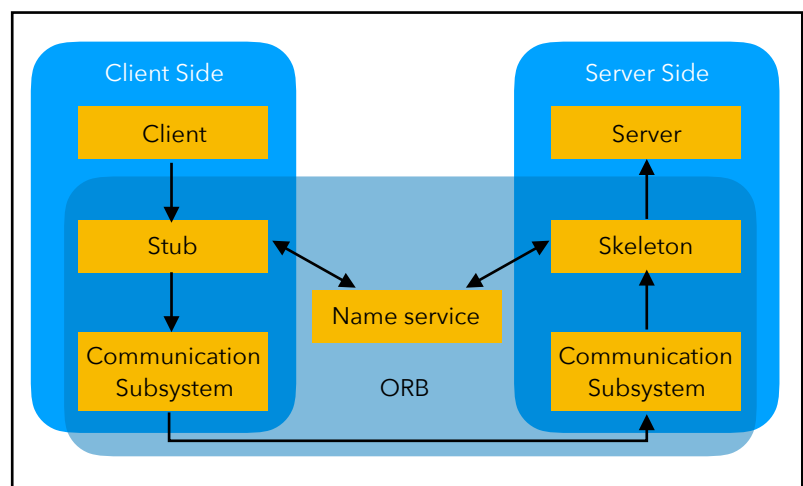 Client Side
Server Side
Client
Server
Stub
Skeleton
Name service
Communication
Subsystem
ORB
Communication
Subsystem